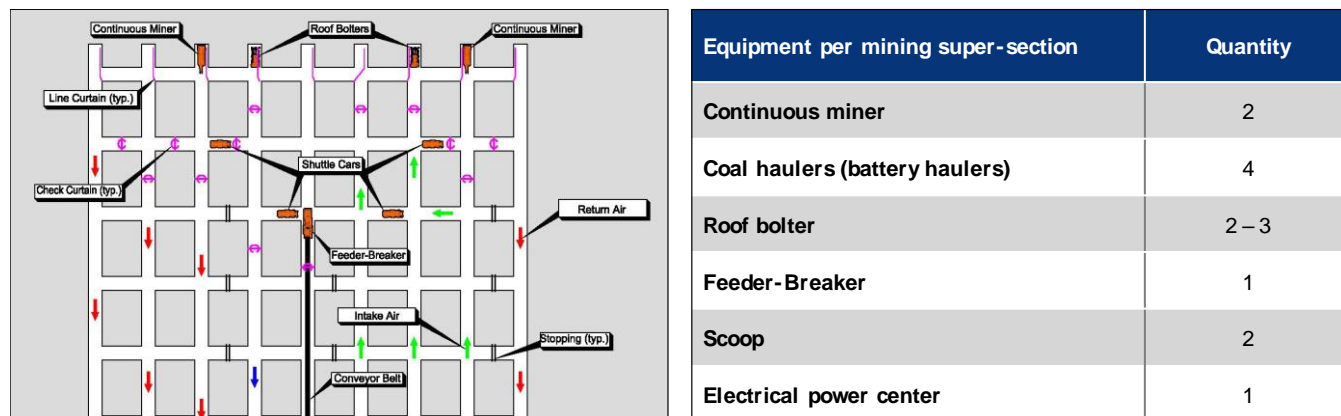 Continuous Miner
Roof Bolters
Continuous Miner
Line Curtain (typ.)
Shuttle Cars
Check Curtain (typ.)
Return Air
Feeder-Breaker
Intake Air
Stopping (typ.)
Conveyor Belt
Equipment per mining super-section Quantity
Continuous miner 2
Coal haulers (battery haulers) 4
Roof bolter 2 – 3
Feeder-Breaker 1
Scoop 2
Electrical power center 1